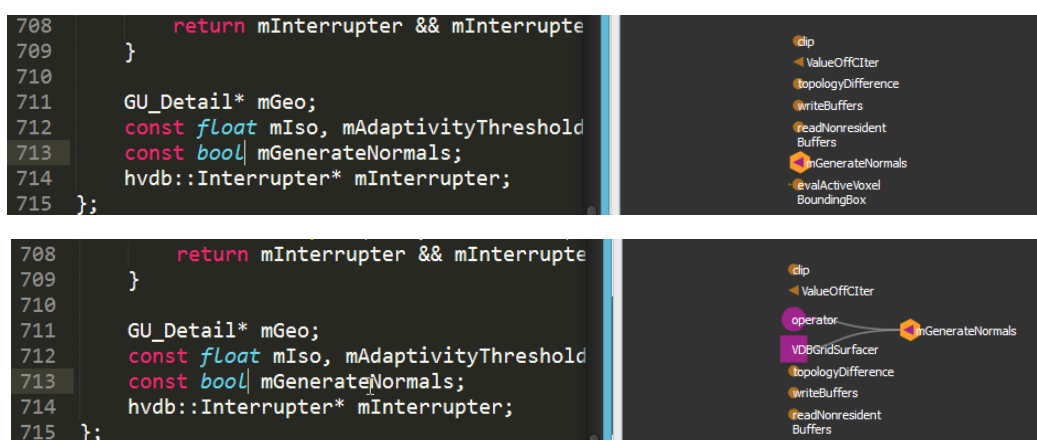 708 return mInterrupter && mInterrupte
709 }
710
711 GU_Detail* mGeo;
712 const float mIso, mAdaptivityThreshold
713 const bool mGenerateNormals;
714 hvdb::Interrupter* mInterrupter;
715 };
clip
ValueOffCIter
topologyDifference
writeBuffers
readNonresident
Buffers
mGenerateNormals
evalActiveVoxel
BoundingBox
708 return mInterrupter && mInterrupte
709 }
710
711 GU_Detail* mGeo;
712 const float mIso, mAdaptivityThreshold
713 const bool mGenerateNormals;
714 hvdb::Interrupter* mInterrupter;
715 };
clip
ValueOffCIter
operator
mGenerateNormals
VDBGridSurfacer
topologyDifference
writeBuffers
readNonresident
Buffers